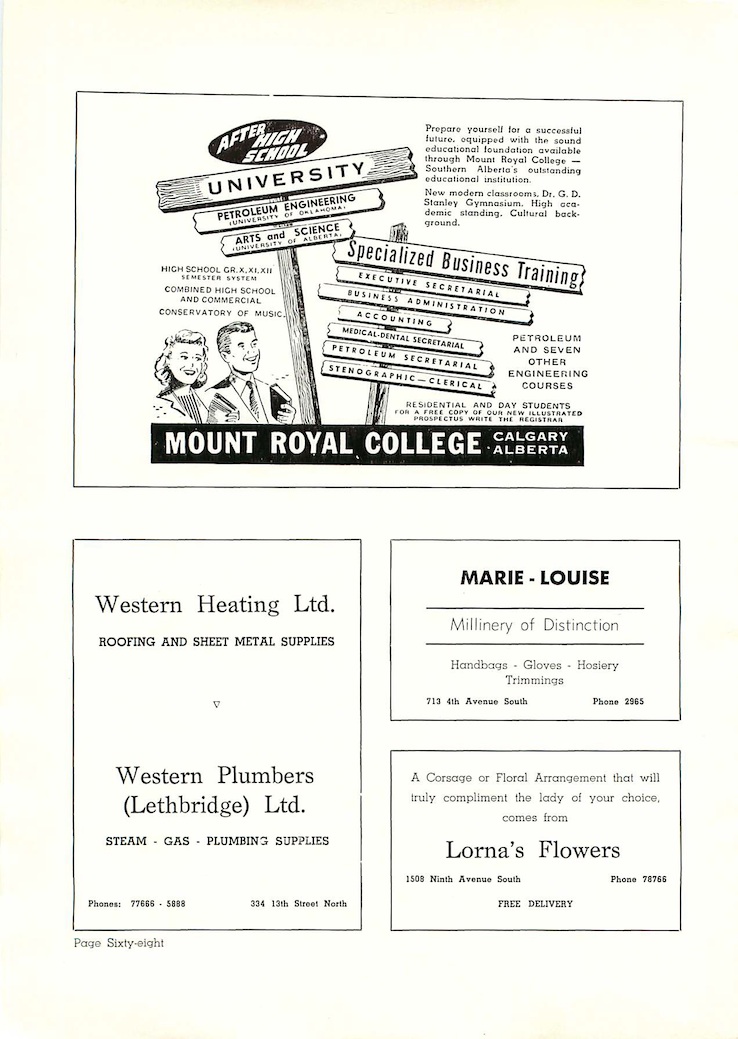 AFTER
HIGH
SCHOOL
UNIVERSITY
PETROLEUM ENGINEERING
(UNIVERSITY OF OKLAHOMA)
ARTS and SCIENCE
(UNIVERSITY OF ALBERTA)
Prepare yourself for a successful
future, equipped with the sound
educational foundation available
through Mount Royal College —
Southern Alberta's outstanding
educational institution.
New modern classrooms, Dr. G. D.
Stanley Gymnasium. High aca-
demic standing. Cultural back-
ground.
HIGH SCHOOL GR. X, XI, XII
SEMESTER SYSTEM
COMBINED HIGH SCHOOL
AND COMMERCIAL
CONSERVATORY OF MUSIC
Specialized Business Training
EXECUTIVE SECRETARIAL
BUSINESS ADMINISTRATION
ACCOUNTING
MEDICAL-DENTAL SECRETARIAL
PETROLEUM SECRETARIAL
STENOGRAPHIC — CLERICAL
PETROLEUM
AND SEVEN
OTHER
ENGINEERING
COURSES
RESIDENTIAL AND DAY STUDENTS
FOR A FREE COPY OF OUR NEW ILLUSTRATED
PROSPECTUS WRITE THE REGISTRAR
MOUNT ROYAL COLLEGE CALGARY ALBERTA
Western Heating Ltd.
ROOFING AND SHEET METAL SUPPLIES
Western Plumbers
(Lethbridge) Ltd.
STEAM - GAS - PLUMBING SUPPLIES
Phones: 77666 - 5888 334 13th Street North
MARIE - LOUISE
Millinery of Distinction
Handbags - Gloves - Hosiery
Trimmings
713 4th Avenue South Phone 2965
A Corsage or Floral Arrangement that will
truly compliment the lady of your choice,
comes from
Lorna's Flowers
1508 Ninth Avenue South Phone 78766
FREE DELIVERY
Page Sixty-eight